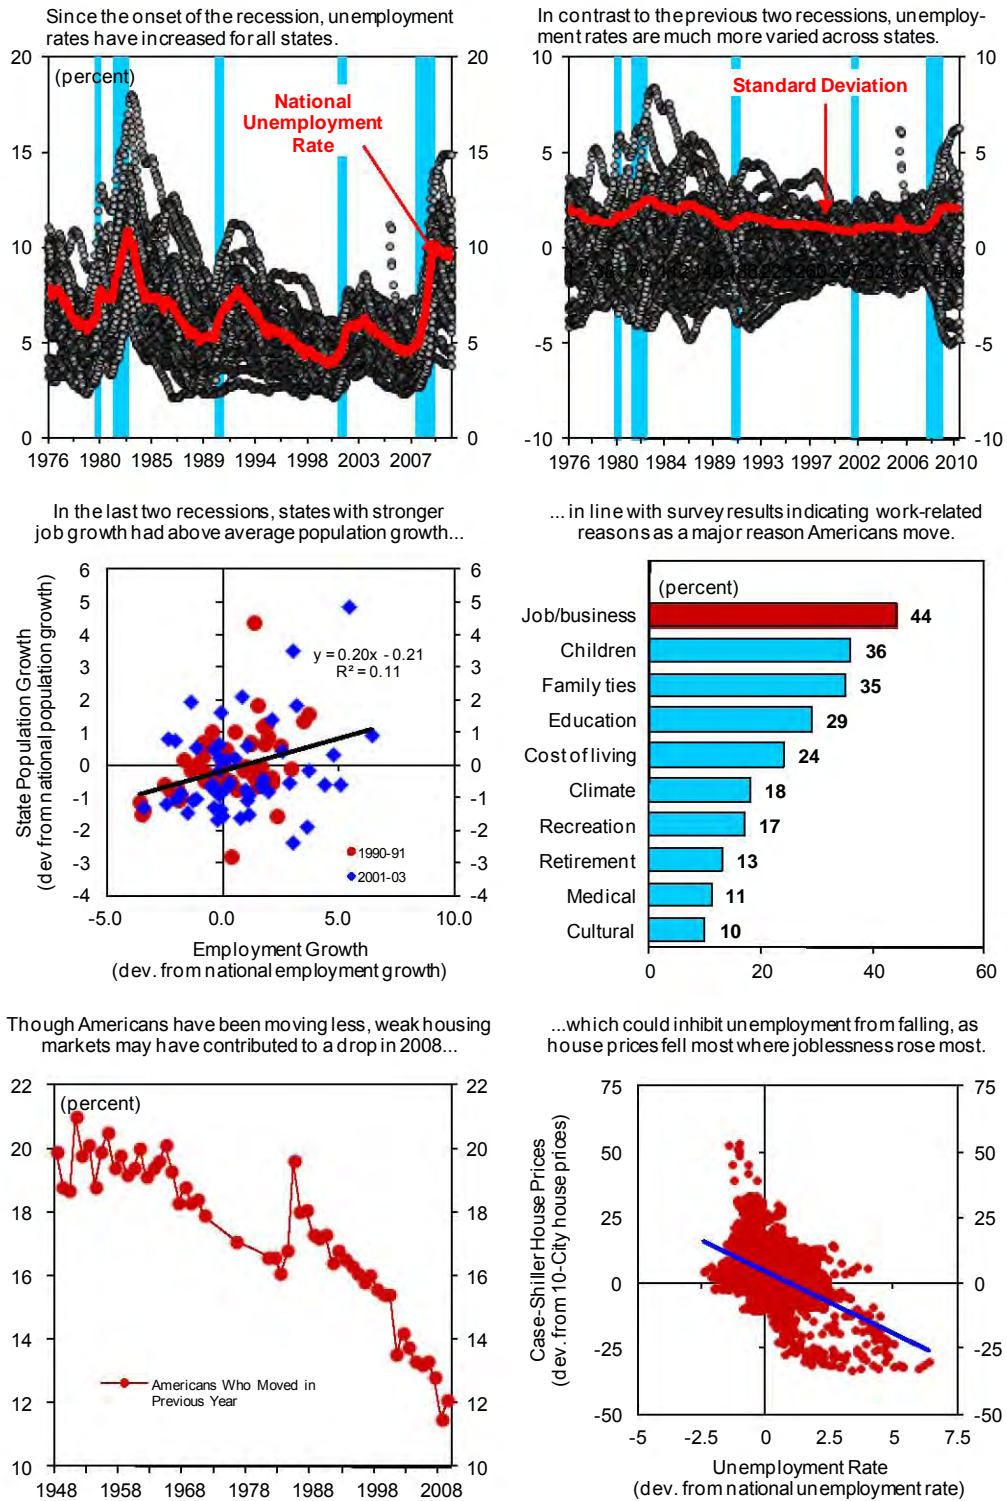 Since the onset of the recession, unemployment
rates have increased for all states.
20
20
(percent)
National
Unemployment
Rate
15
15
10
10
5
5
0
0
1976 1980 1985 1989 1994 1998 2003 2007
In contrast to the previous two recessions, unemploy-
ment rates are much more varied across states.
10
10
Standard Deviation
5
5
0
0
-5
-5
-10
-10
1976 1980 1984 1989 1993 1997 2002 2006 2010
In the last two recessions, states with stronger
job growth had above average population growth...
State Population Growth
(dev from national population growth)
6
6
5
5
4
4
3
3
y = 0.20x - 0.21
R² = 0.11
2
2
1
1
0
0
-1
-1
-2
-2
1990-91
-3
-3
2001-03
-4
-4
-5.0 0.0 5.0 10.0
Employment Growth
(dev. from national employment growth)
... in line with survey results indicating work-related
reasons as a major reason Americans move.
(percent)
Job/business 44
Children 36
Family ties 35
Education 29
Cost of living 24
Climate 18
Recreation 17
Retirement 13
Medical 11
Cultural 10
0 20 40 60
Though Americans have been moving less, weak housing
markets may have contributed to a drop in 2008...
22
22
(percent)
20
20
18
18
16
16
14
14
Americans Who Moved in
Previous Year
12
12
10
10
1948 1958 1968 1978 1988 1998 2008
...which could inhibit unemployment from falling, as
house prices fell most where joblessness rose most.
Case-Shiller House Prices
(dev. from 10-City house prices)
75
75
50
50
25
25
0
0
-25
-25
-50
-50
-5 -2.5 0 2.5 5 7.5
Unemployment Rate
(dev. from national unemployment rate)